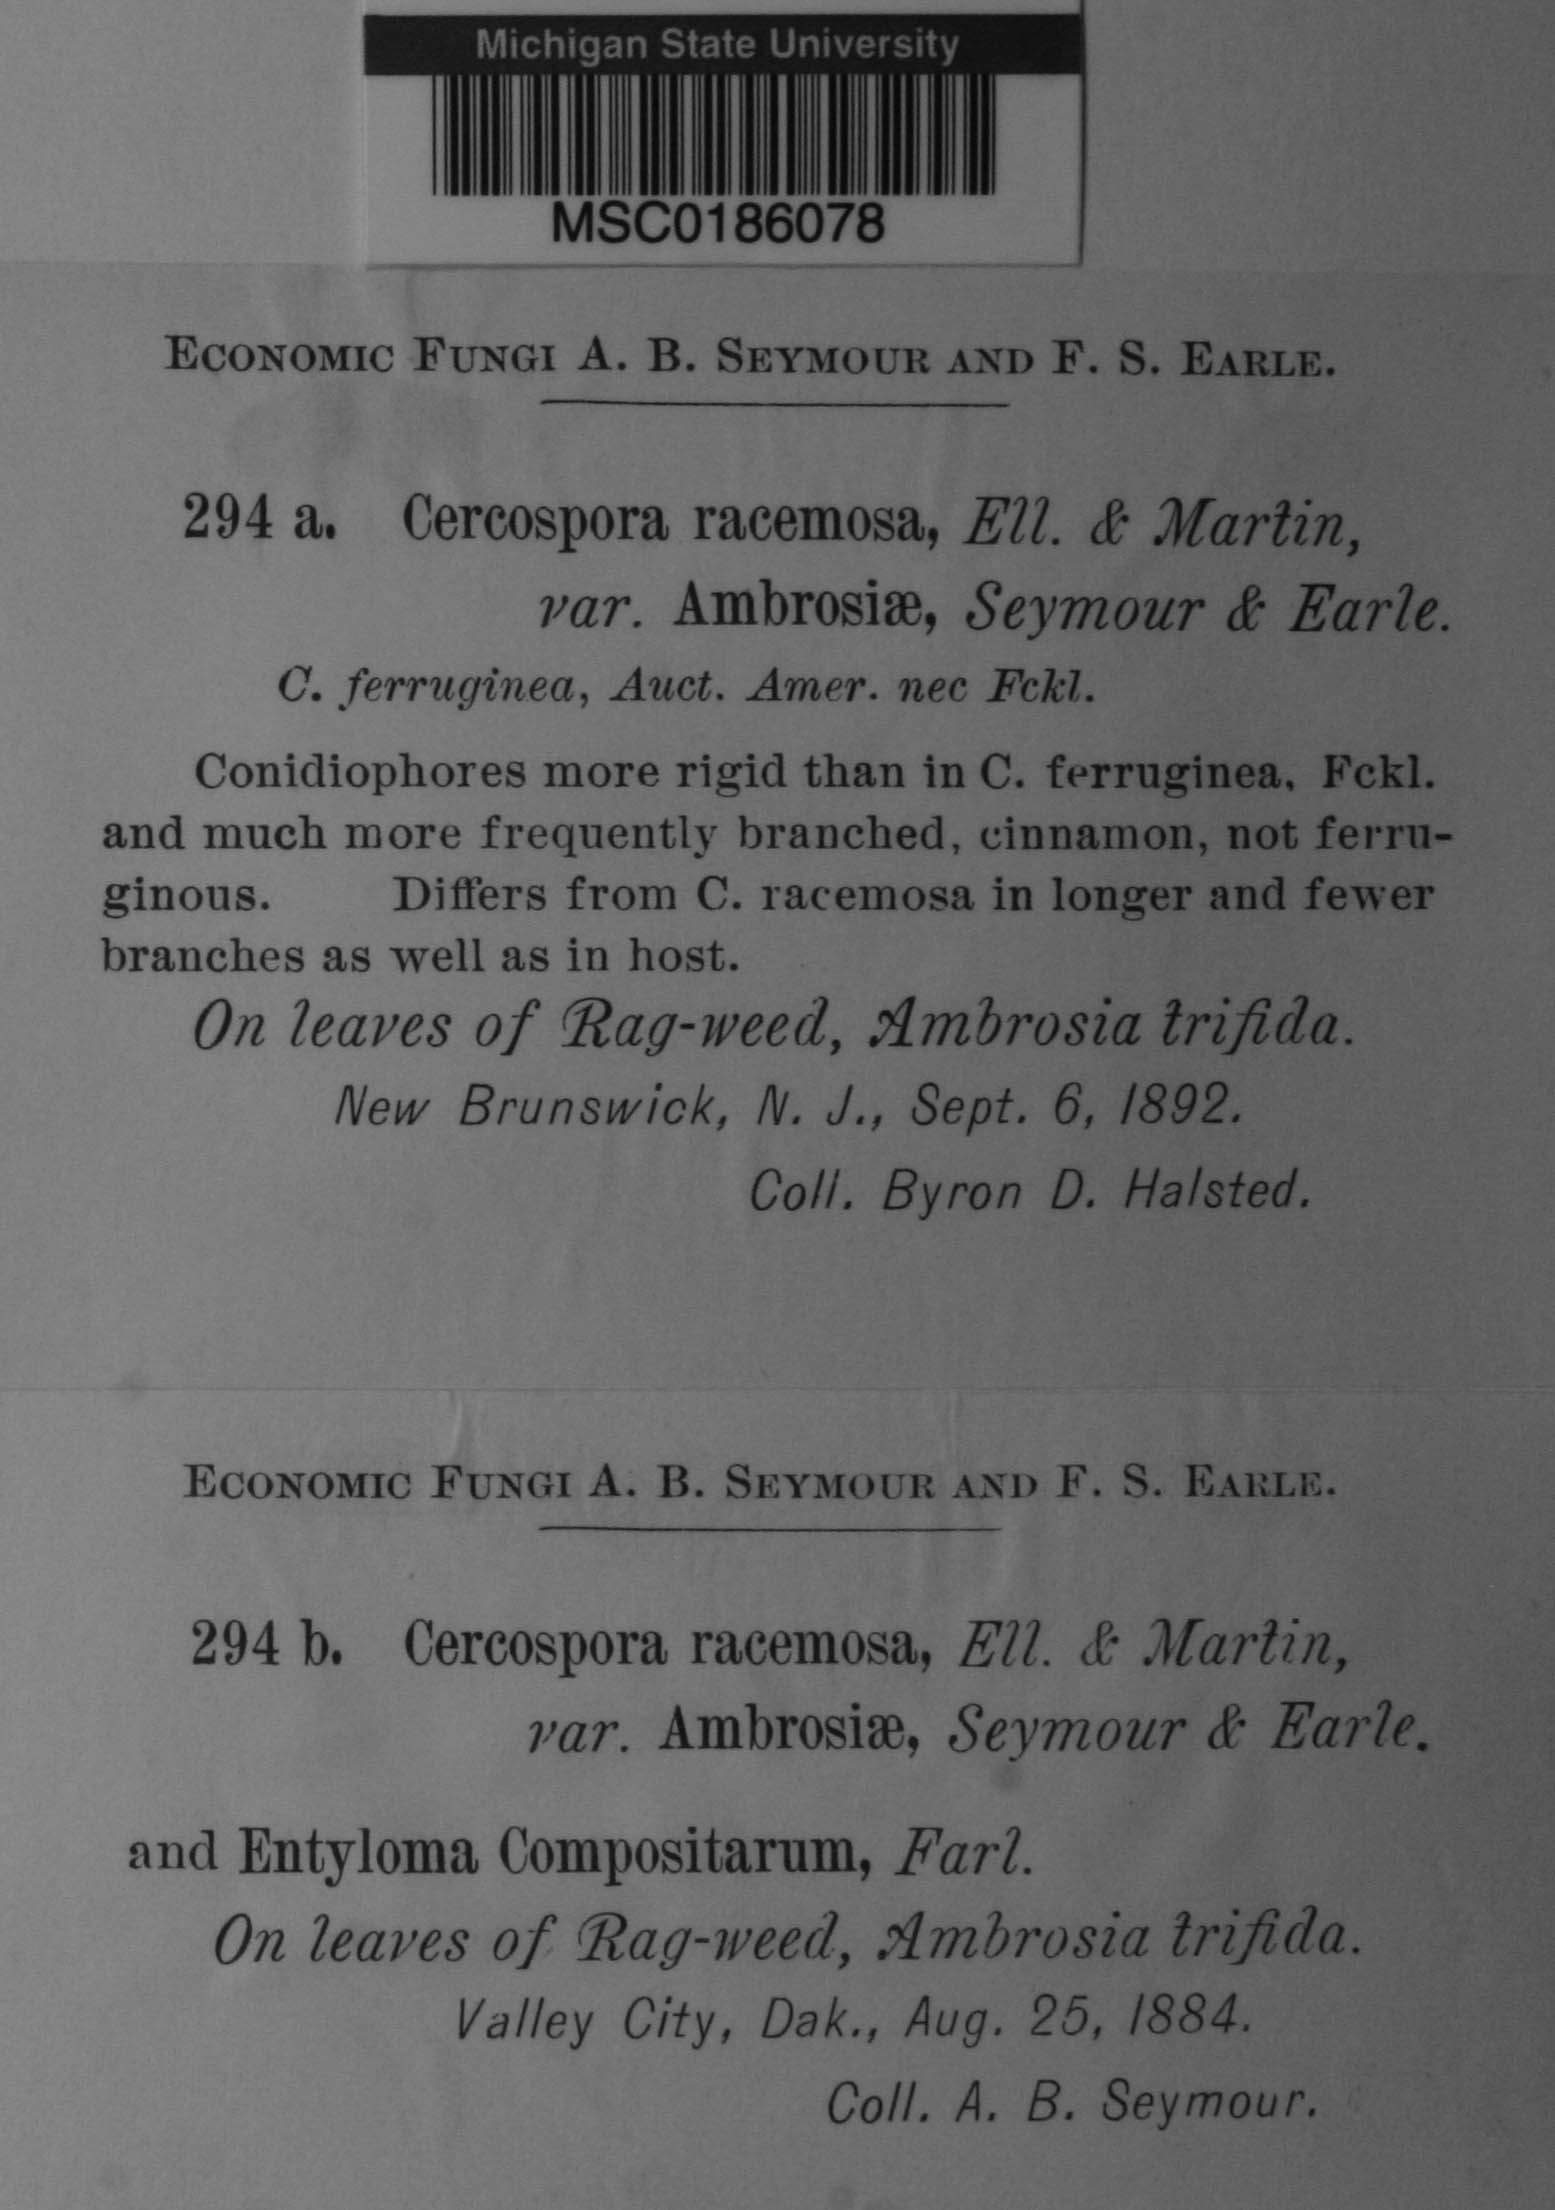 Michigan State University
MSC0186078
ECONOMIC FUNGI A. B. SEYMOUR AND F. S. EARLE.
294 a. Cercospora racemosa, Ell. & Martin,
var. Ambrosiæ, Seymour & Earle.
C. ferruginea, Auct. Amer. nec Fckl.
Conidiophores more rigid than in C. ferruginea, Fckl.
and much more frequently branched, cinnamon, not ferru-
ginous. Differs from C. racemosa in longer and fewer
branches as well as in host.
On leaves of Rag-weed, Ambrosia trifida.
New Brunswick, N. J., Sept. 6, 1892.
Coll. Byron D. Halsted.
ECONOMIC FUNGI A. B. SEYMOUR AND F. S. EARLE.
294 b. Cercospora racemosa, Ell. & Martin,
var. Ambrosiæ, Seymour & Earle.
and Entyloma Compositarum, Farl.
On leaves of Rag-weed, Ambrosia trifida.
Valley City, Dak., Aug. 25, 1884.
Coll. A. B. Seymour.